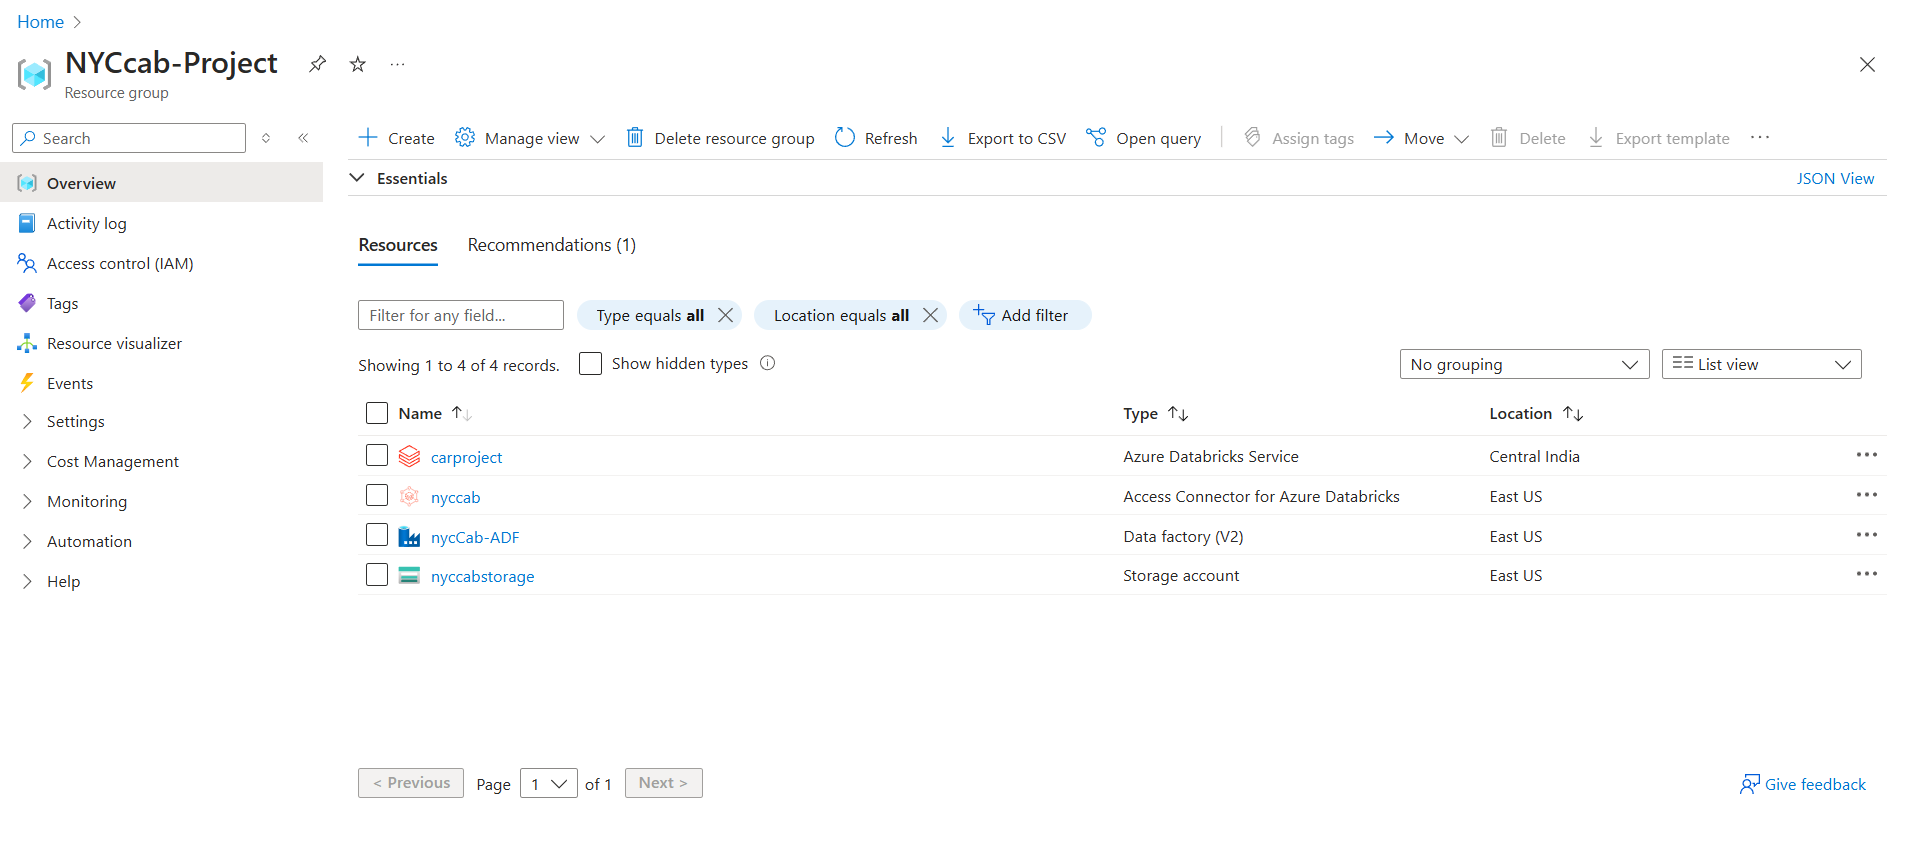 Home
NYCcab-Project
Resource group
Search
Overview
Activity log
Access control (IAM)
Tags
Resource visualizer
Events
Settings
Cost Management
Monitoring
Automation
Help
Create Manage view Delete resource group Refresh Export to CSV Open query Assign tags Move Delete Export template
Essentials JSON View
Resources Recommendations (1)
Filter for any field... Type equals all Location equals all Add filter
Showing 1 to 4 of 4 records. Show hidden types No grouping List view
Name Type Location
carproject Azure Databricks Service Central India
nyccab Access Connector for Azure Databricks East US
nycCab-ADF Data factory (V2) East US
nyccabstorage Storage account East US
< Previous Page 1 of 1 Next > Give feedback